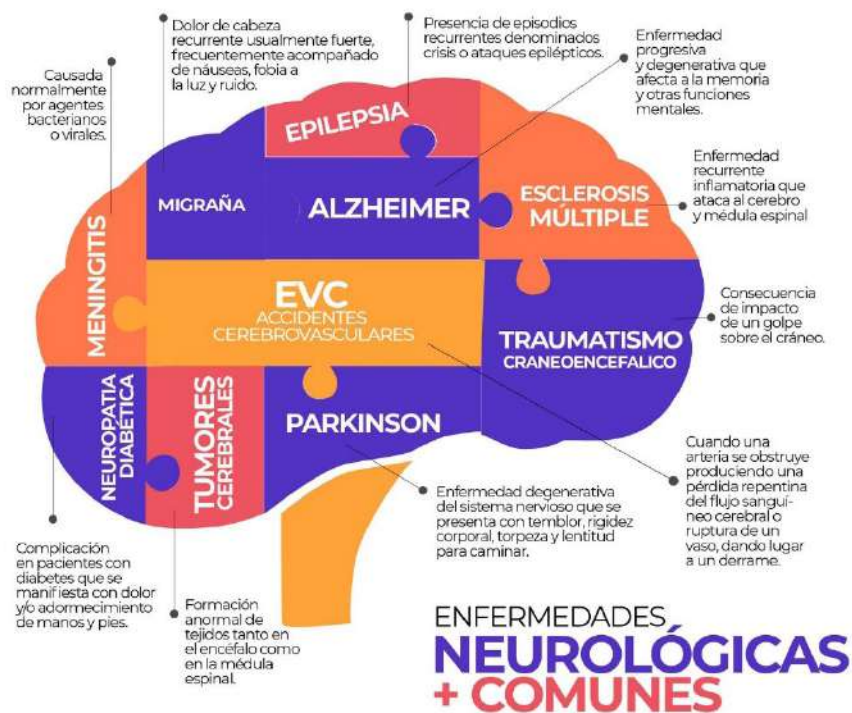 Dolor de cabeza
recurrente usualmente fuerte,
frecuentemente acompañado
de náuseas, fobia a
la luz y ruido.
Presencia de episodios
recurrentes denominados
crisis o ataques epilépticos.
Enfermedad
progresiva
y degenerativa que
afecta a la memoria
y otras funciones
mentales.
Causada
normalmente
por agentes
bacterianos
o virales.
Enfermedad
recurrente
inflamatoria que
ataca al cerebro
y médula espinal
EPILEPSIA
MIGRAÑA
ALZHEIMER
ESCLEROSIS
MÚLTIPLE
MENINGITIS
EVC
ACCIDENTES
CEREBROVASCULARES
TRAUMATISMO
CRANEOENCEFALICO
Consecuencia
de impacto
de un golpe
sobre el cráneo.
NEUROPATIA
DIABÉTICA
TUMORES
CEREBRALES
PARKINSON
Cuando una
arteria se obstruye
produciendo una
pérdida repentina
del flujo sanguí-
neo cerebral o
ruptura de un
vaso, dando lugar
a un derrame.
Enfermedad degenerativa
del sistema nervioso que se
presenta con temblor, rigidez
corporal, torpeza y lentitud
para caminar.
Complicación
en pacientes con
diabetes que se
manifiesta con dolor
y/o adormecimiento
de manos y pies.
Formación
anormal de
tejidos tanto en
el encéfalo como
en la médula
espinal.
ENFERMEDADES
NEUROLÓGICAS
+ COMUNES